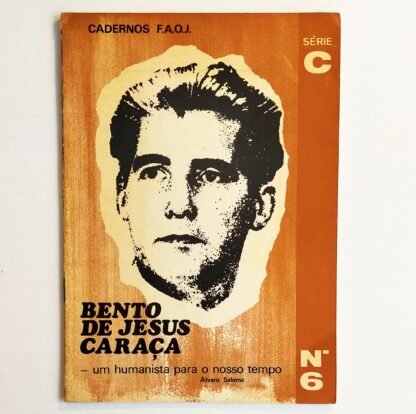 CADERNOS F.A.O.J.
SÉRIE
C
BENTO
DE JESUS
CARAÇA
– um humanista para o nosso tempo
Álvaro Salema
Nº
6